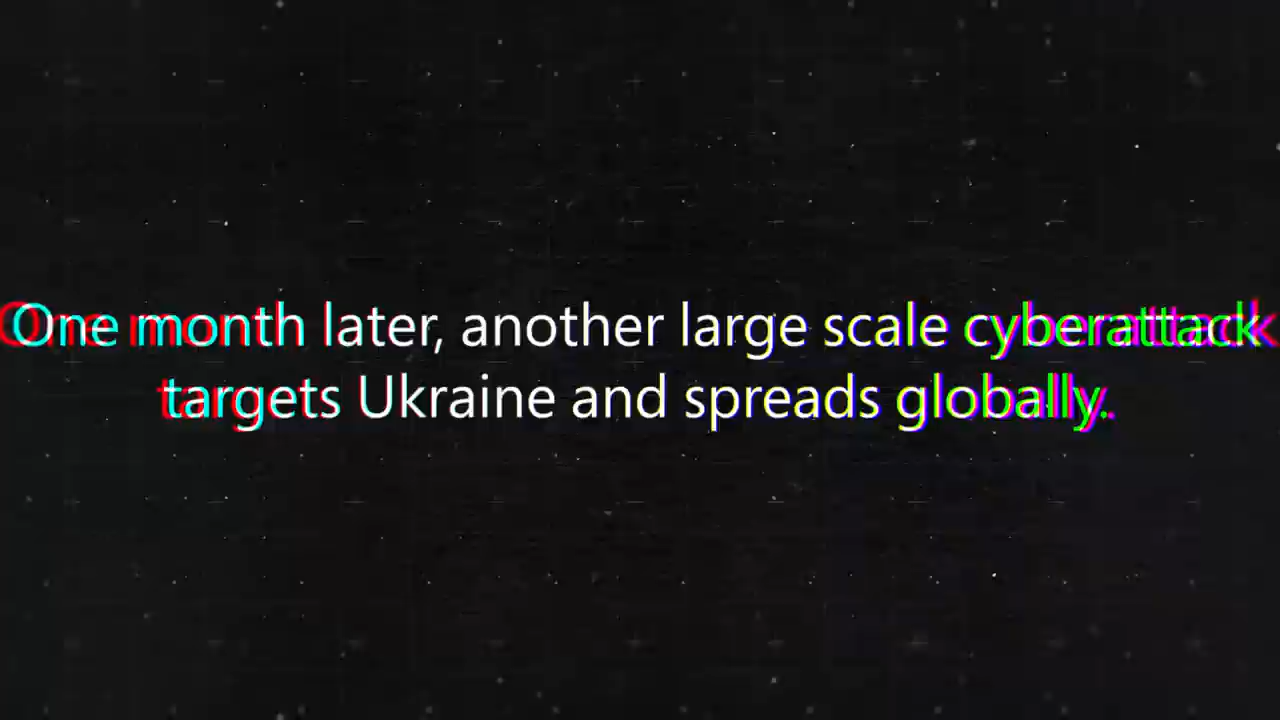 One month later, another large scale cyberattack
targets Ukraine and spreads globally.